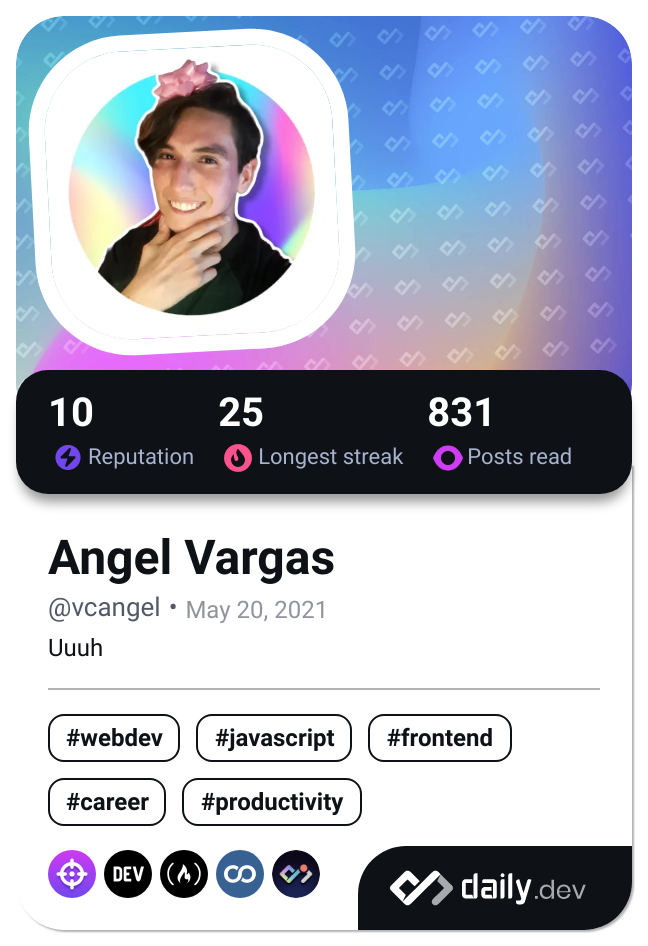 10 25 831
Reputation Longest streak Posts read
Angel Vargas
@vcangel • May 20, 2021
Uuuh
#webdev #javascript #frontend
#career #productivity
DEV
daily.dev